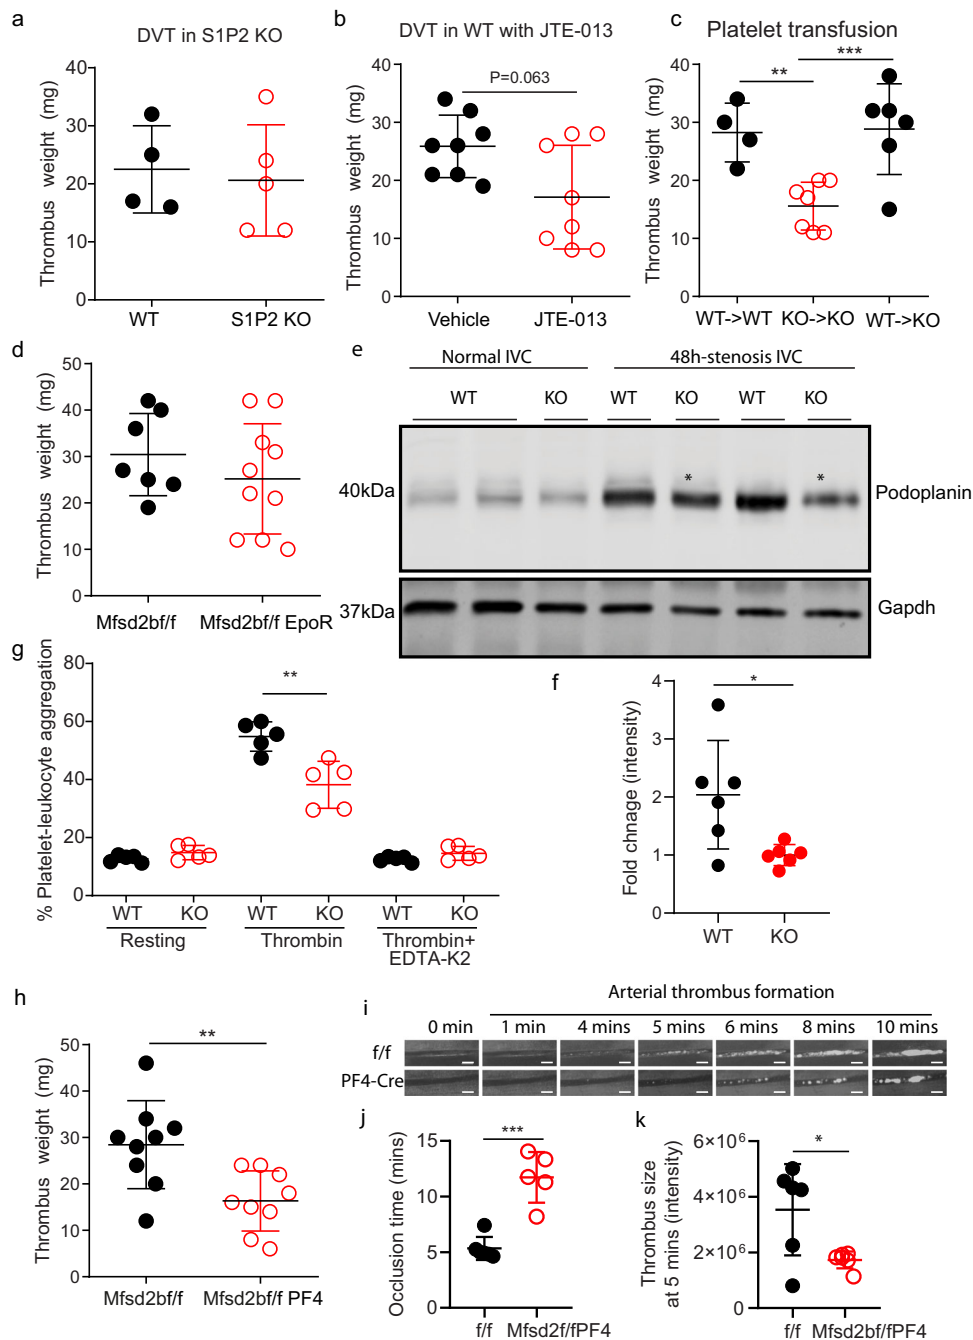 a
DVT in S1P2 KO
Thrombus weight (mg)
40
30
20
10
0
WT
S1P2 KO
b
DVT in WT with JTE-013
P=0.063
Thrombus weight (mg)
40
30
20
10
0
Vehicle
JTE-013
c
Platelet transfusion
**
***
Thrombus weight (mg)
40
30
20
10
0
WT->WT
KO->KO
WT->KO
d
Thrombus weight (mg)
50
40
30
20
10
0
Mfsd2bf/f
Mfsd2bf/f EpoR
e
Normal IVC
48h-stenosis IVC
WT
KO
WT
KO
WT
KO
40kDa
*
*
Podoplanin
37kDa
Gapdh
f
Fold chnage (intensity)
*
4
3
2
1
0
WT
KO
g
% Platelet-leukocyte aggregation
80
60
40
20
0
**
WT
KO
WT
KO
WT
KO
Resting
Thrombin
Thrombin+
EDTA-K2
h
Thrombus weight (mg)
**
50
40
30
20
10
0
Mfsd2bf/f
Mfsd2bf/f PF4
i
Arterial thrombus formation
0 min
1 min
4 mins
5 mins
6 mins
8 mins
10 mins
f/f
PF4-Cre
j
Occlusion time (mins)
***
15
10
5
0
f/f
Mfsd2f/fPF4
k
Thrombus size
at 5 mins (intensity)
*
6×10⁶
4×10⁶
2×10⁶
0
f/f
Mfsd2bf/fPF4